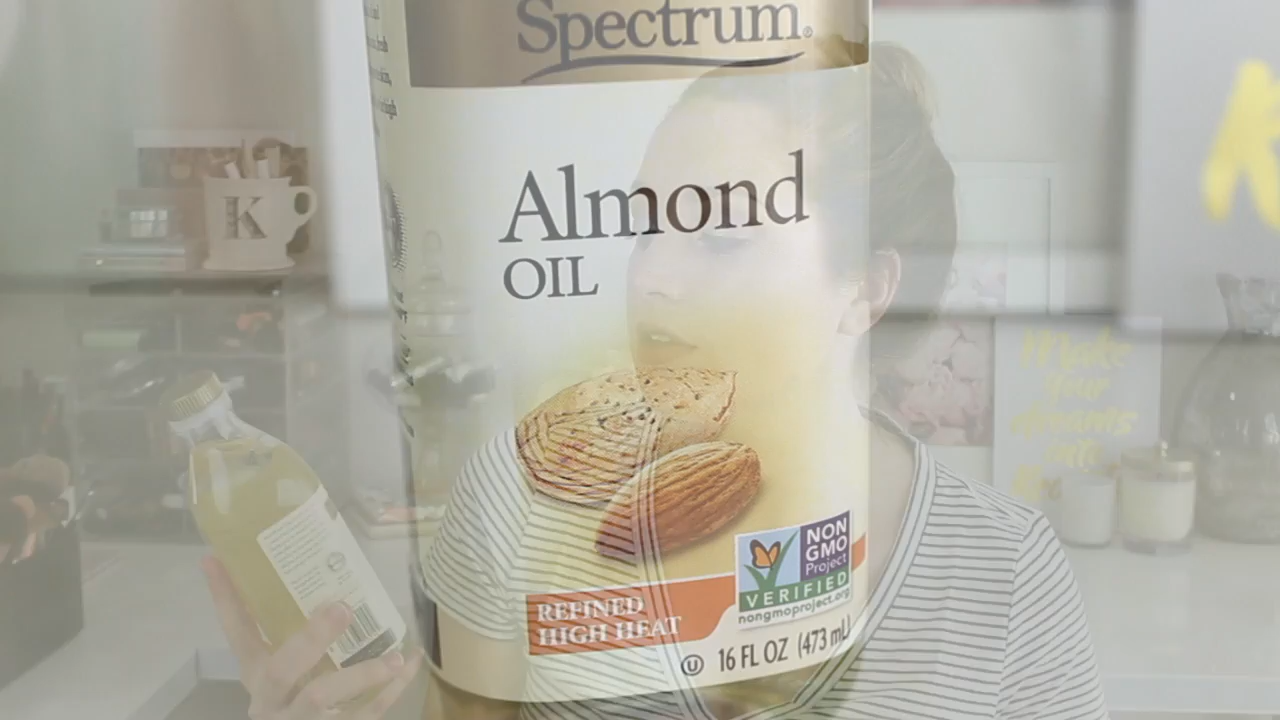 Spectrum®
Almond
OIL
NON
GMO
Project
VERIFIED
nongmoproject.org
REFINED
HIGH HEAT
U 16 FL OZ (473 mL)
K
Make
your
dreams